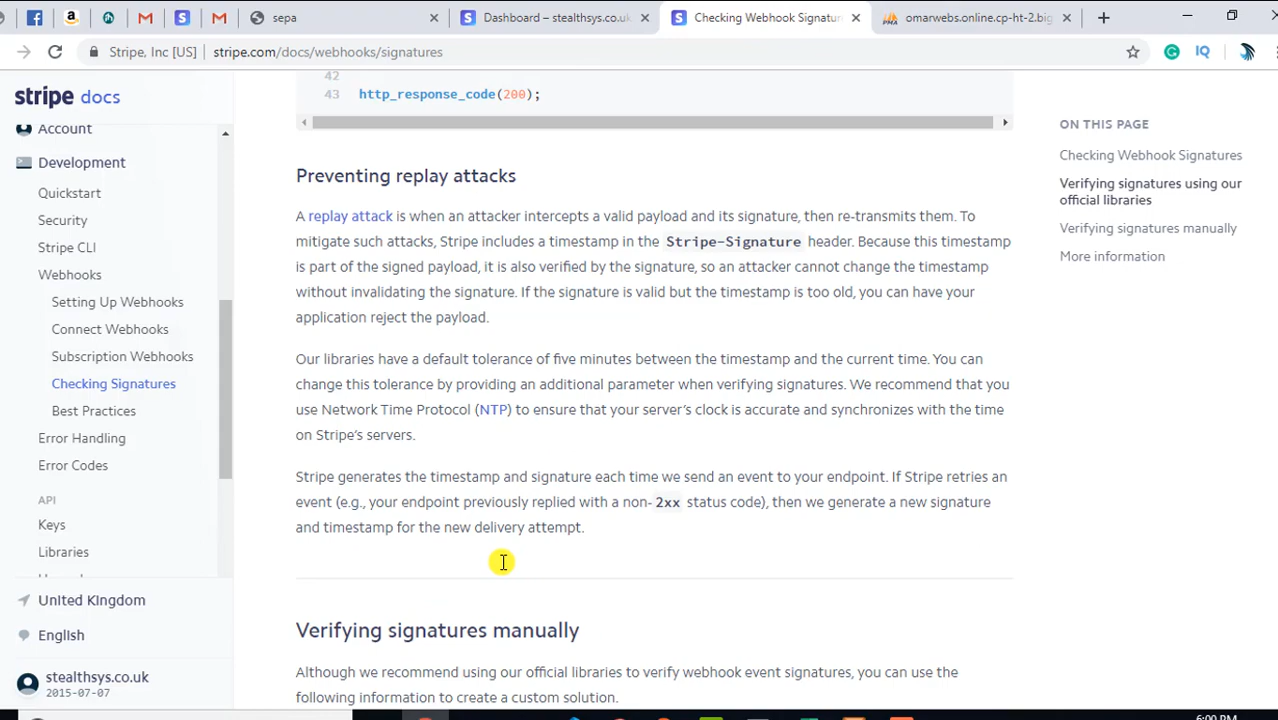 sepa
Dashboard – stealthsys.co.uk
Checking Webhook Signatur
omarwebs.online.cp-ht-2.big
Stripe, Inc [US]
stripe.com/docs/webhooks/signatures
IQ
stripe docs
Account
Development
Quickstart
Security
Stripe CLI
Webhooks
Setting Up Webhooks
Connect Webhooks
Subscription Webhooks
Checking Signatures
Best Practices
Error Handling
Error Codes
API
Keys
Libraries
United Kingdom
English
stealthsys.co.uk
2015-07-07
42
43 http_response_code(200);
Preventing replay attacks
A replay attack is when an attacker intercepts a valid payload and its signature, then re-transmits them. To
mitigate such attacks, Stripe includes a timestamp in the Stripe-Signature header. Because this timestamp
is part of the signed payload, it is also verified by the signature, so an attacker cannot change the timestamp
without invalidating the signature. If the signature is valid but the timestamp is too old, you can have your
application reject the payload.
Our libraries have a default tolerance of five minutes between the timestamp and the current time. You can
change this tolerance by providing an additional parameter when verifying signatures. We recommend that you
use Network Time Protocol (NTP) to ensure that your server's clock is accurate and synchronizes with the time
on Stripe's servers.
Stripe generates the timestamp and signature each time we send an event to your endpoint. If Stripe retries an
event (e.g., your endpoint previously replied with a non-2xx status code), then we generate a new signature
and timestamp for the new delivery attempt.
Verifying signatures manually
Although we recommend using our official libraries to verify webhook event signatures, you can use the
following information to create a custom solution.
ON THIS PAGE
Checking Webhook Signatures
Verifying signatures using our
official libraries
Verifying signatures manually
More information
6:00 PM